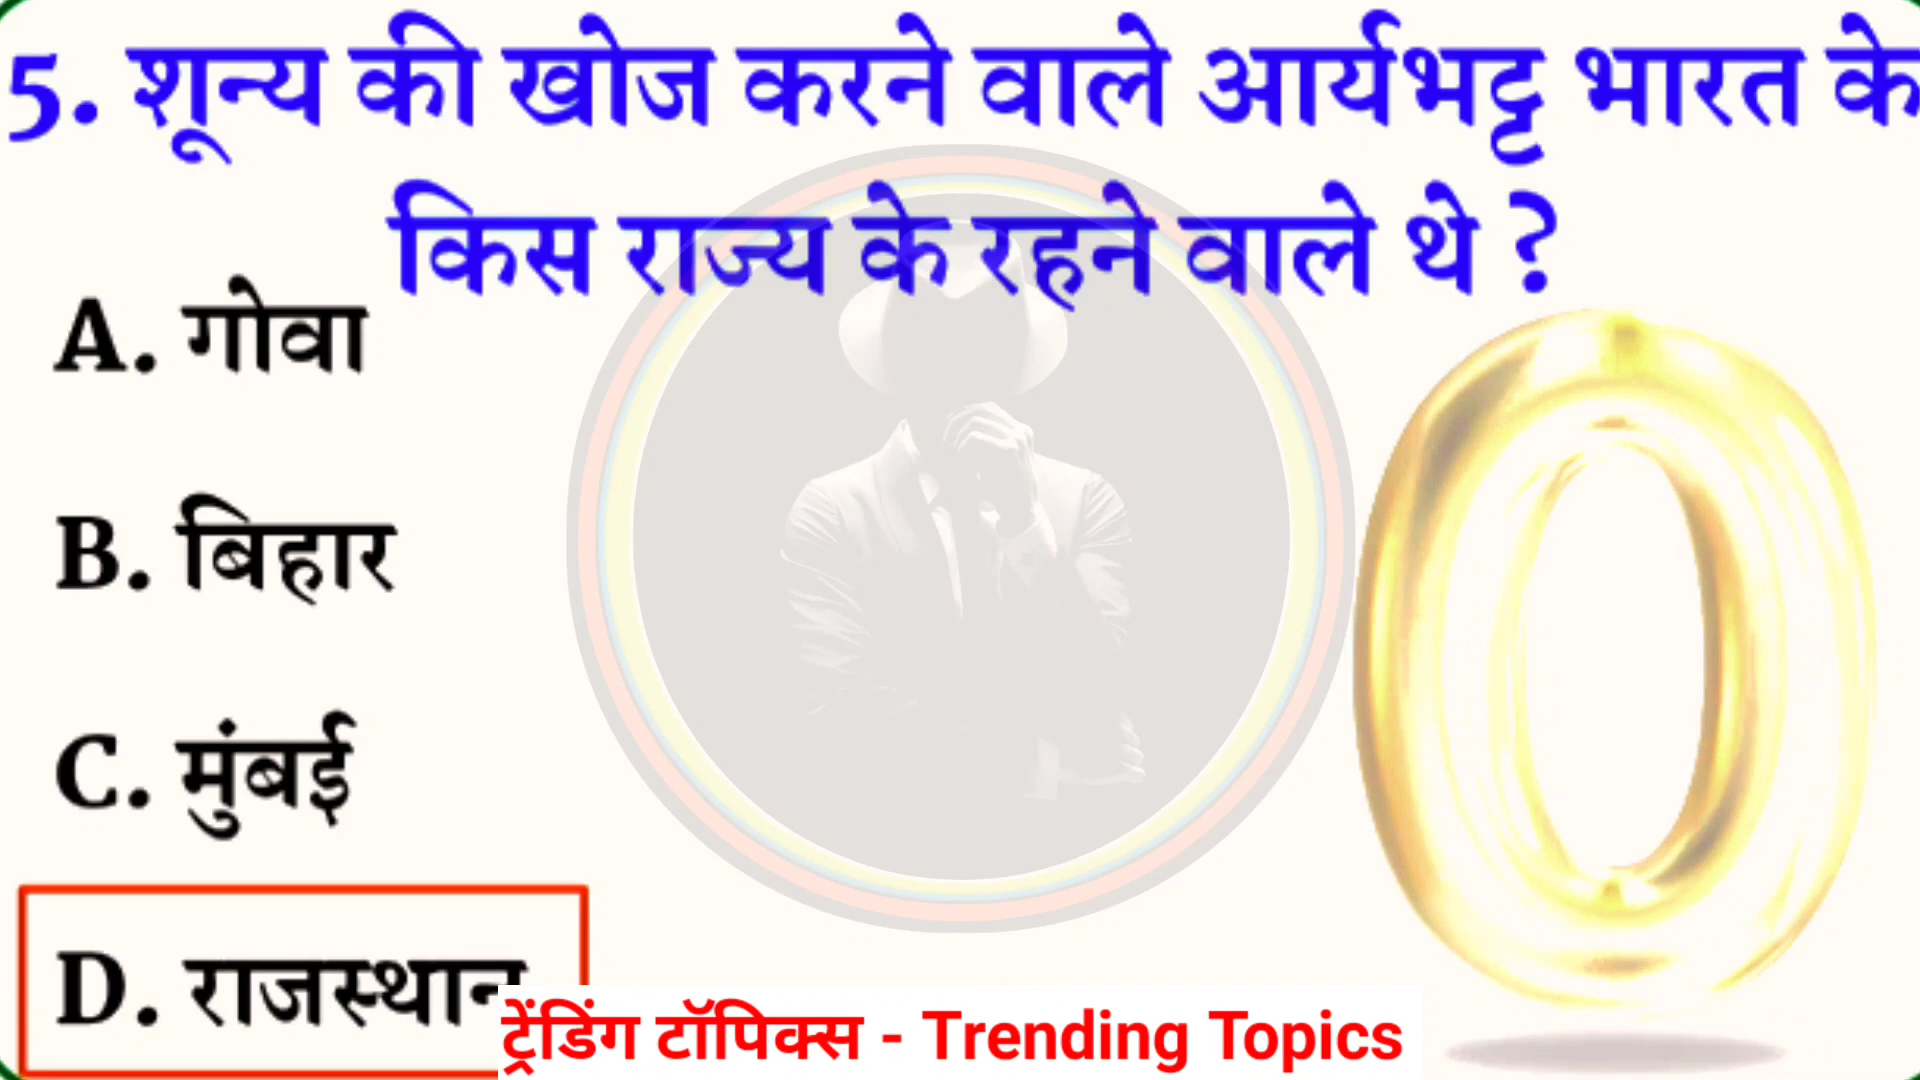 5. शून्य की खोज करने वाले आर्यभट्ट भारत के
किस राज्य के रहने वाले थे ?
A. गोवा
B. बिहार
C. मुंबई
D. राजस्थान
ट्रेंडिंग टॉपिक्स - Trending Topics